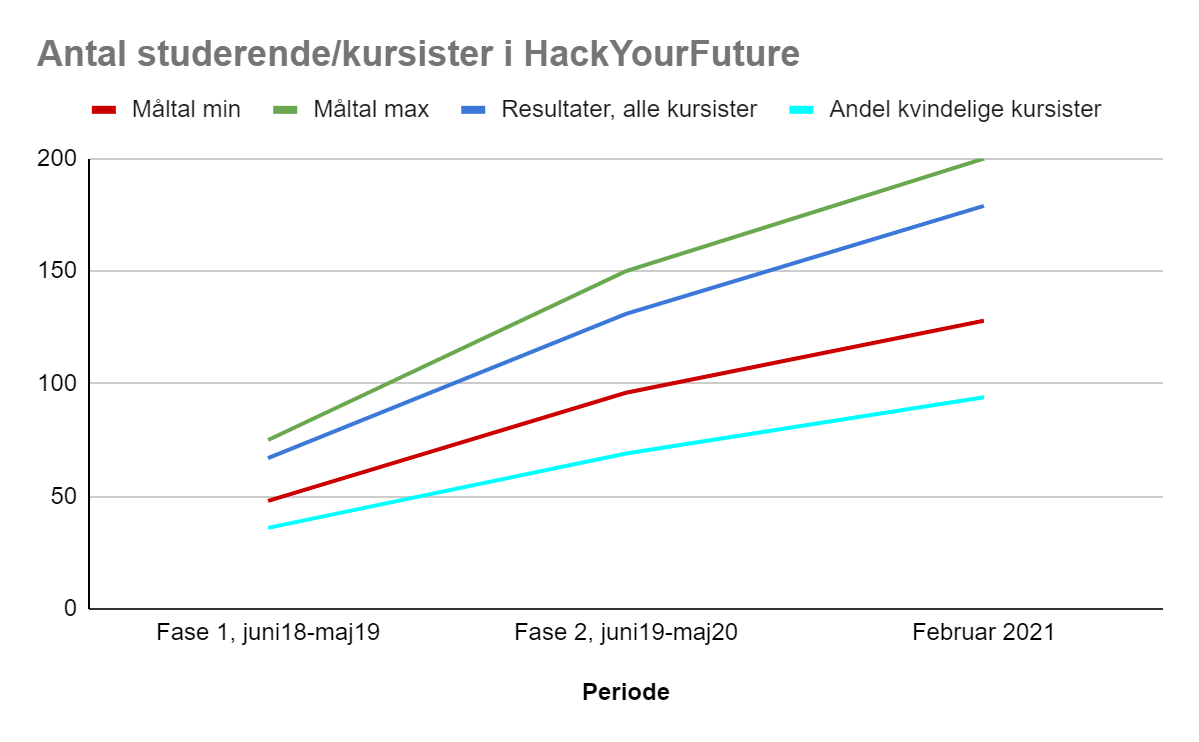 Antal studerende/kursister i HackYourFuture
Måltal min Måltal max Resultater, alle kursister Andel kvindelige kursister
200
150
100
50
0
Fase 1, juni18-maj19 Fase 2, juni19-maj20 Februar 2021
Periode